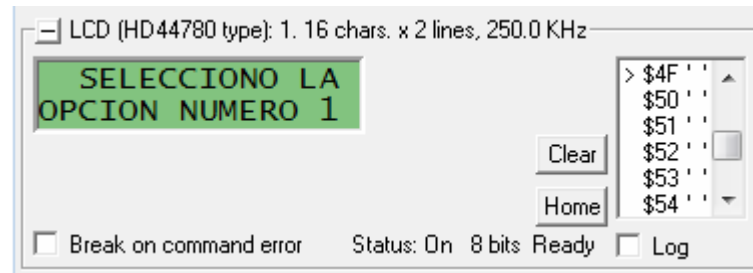 LCD (HD44780 type): 1. 16 chars. x 2 lines, 250.0 KHz
SELECCIONO LA
OPCION NUMERO 1
> $4F ' '
$50 ' '
$51 ' '
$52 ' '
$53 ' '
$54 ' '
Clear
Home
Break on command error
Status: On 8 bits Ready
Log